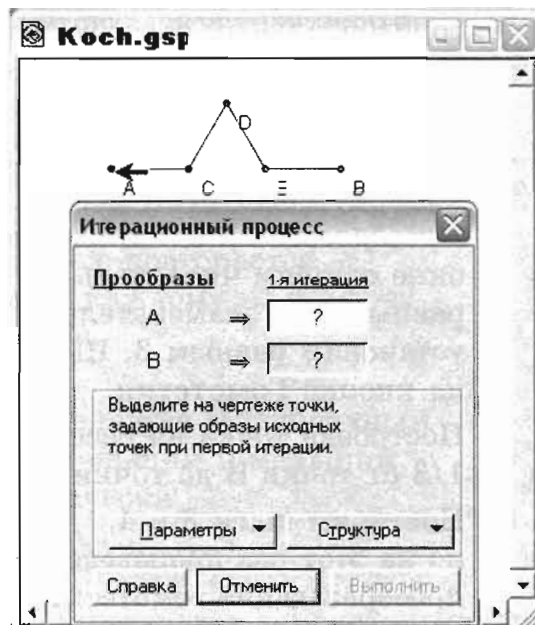 Koch.gsp
D
A C E B
Итерационный процесс
Прообразы 1-я итерация
A ⇒ ?
B ⇒ ?
Выделите на чертеже точки,
задающие образы исходных
точек при первой итерации.
Параметры Структура
Справка Отменить Выполнить